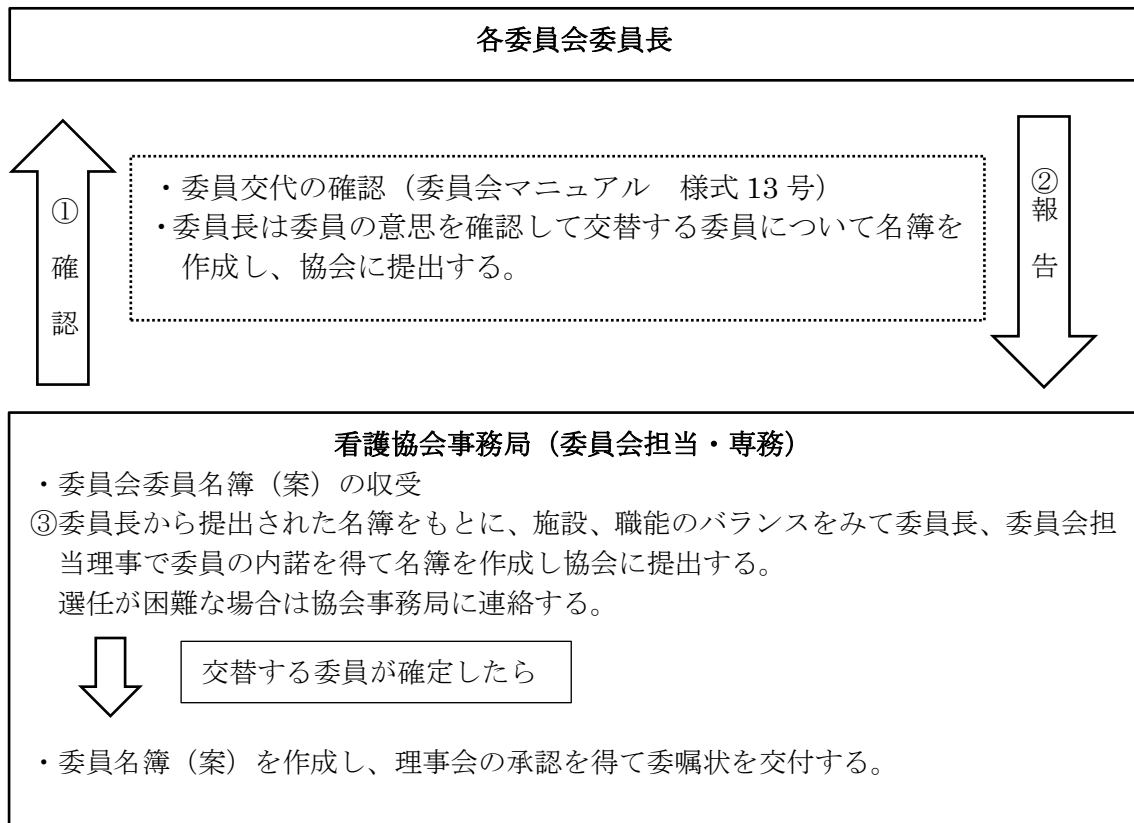 各委員会委員長
①確認
・委員交代の確認（委員会マニュアル　様式 13 号）
・委員長は委員の意思を確認して交替する委員について名簿を
作成し、協会に提出する。
②報告
看護協会事務局（委員会担当・専務）
・委員会委員名簿（案）の収受
③委員長から提出された名簿をもとに、施設、職能のバランスをみて委員長、委員会担
当理事で委員の内諾を得て名簿を作成し協会に提出する。
選任が困難な場合は協会事務局に連絡する。
交替する委員が確定したら
・委員名簿（案）を作成し、理事会の承認を得て委嘱状を交付する。